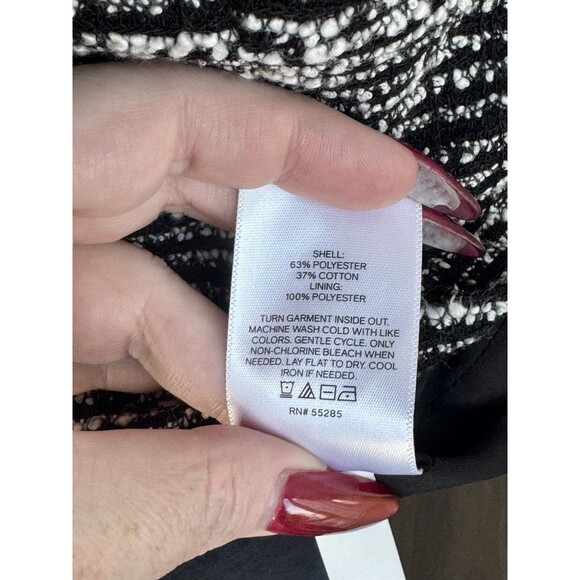 SHELL:
63% POLYESTER
37% COTTON
LINING:
100% POLYESTER
TURN GARMENT INSIDE OUT.
MACHINE WASH COLD WITH LIKE
COLORS. GENTLE CYCLE. ONLY
NON-CHLORINE BLEACH WHEN
NEEDED. LAY FLAT TO DRY. COOL
IRON IF NEEDED.
RN# 55285